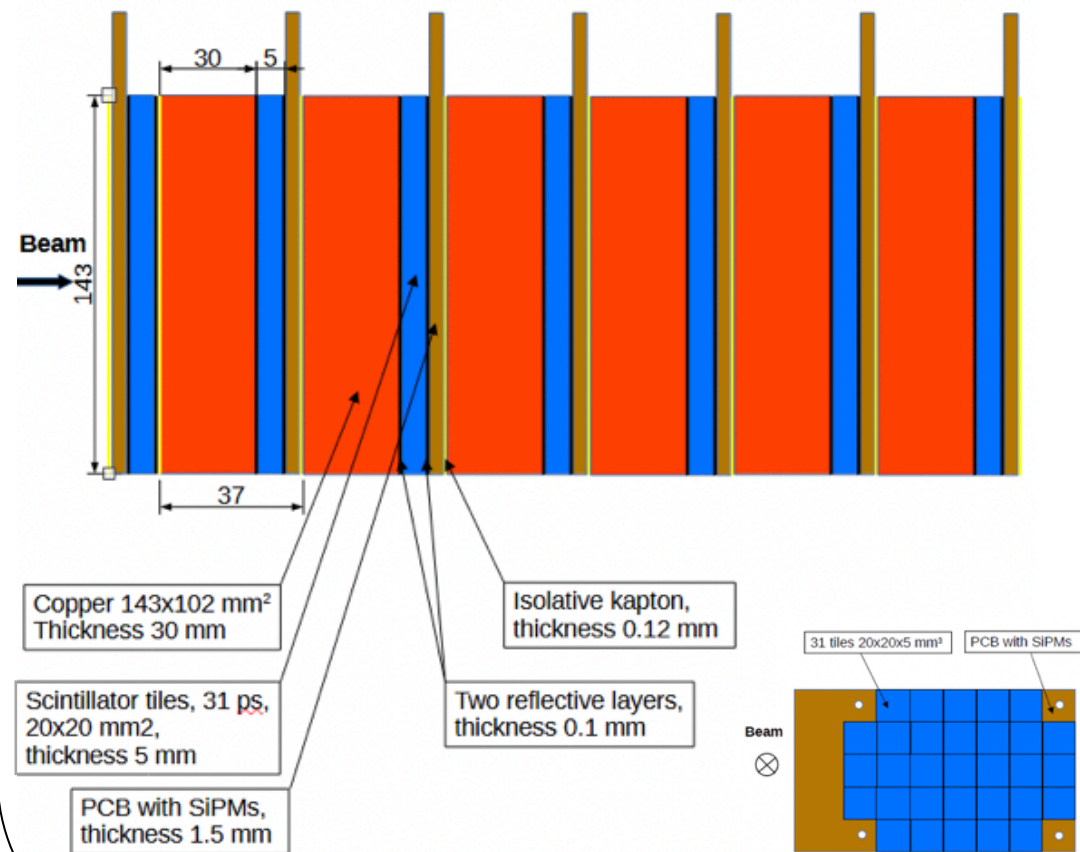 30
5
Beam
143
37
Copper 143x102 mm²
Thickness 30 mm
Isolative kapton,
thickness 0.12 mm
31 tiles 20x20x5 mm³
PCB with SiPMs
Scintillator tiles, 31 ps,
20x20 mm2,
thickness 5 mm
Two reflective layers,
thickness 0.1 mm
Beam
PCB with SiPMs,
thickness 1.5 mm